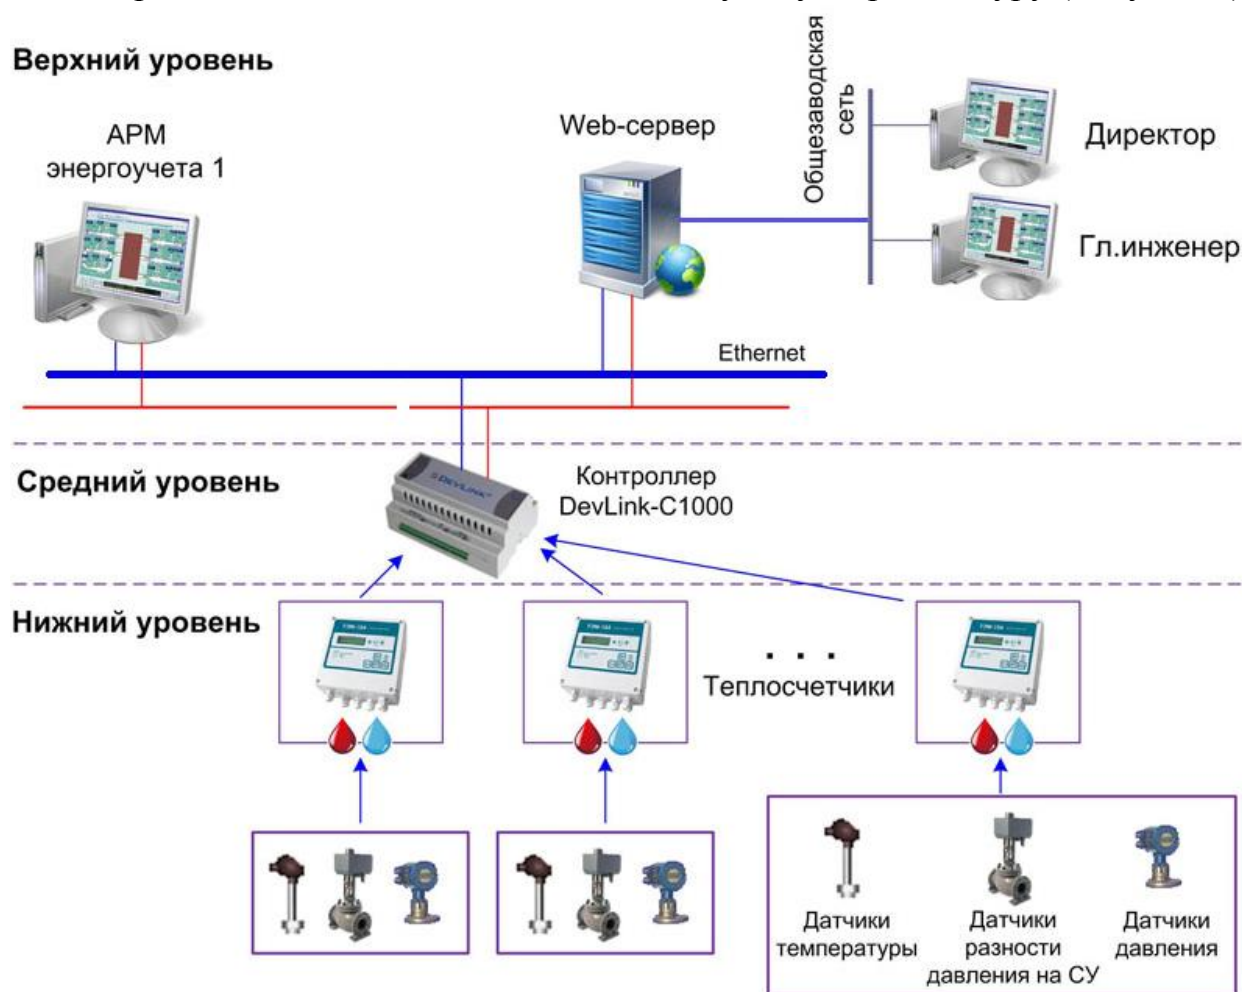 Верхний уровень
АРМ
энергоучета 1
Web-сервер
Общезаводская
сеть
Директор
Гл.инженер
Ethernet
Средний уровень
DEVLINK
Контроллер
DevLink-C1000
Нижний уровень
. . .
Теплосчетчики
Датчики
температуры
Датчики
разности
давления на СУ
Датчики
давления